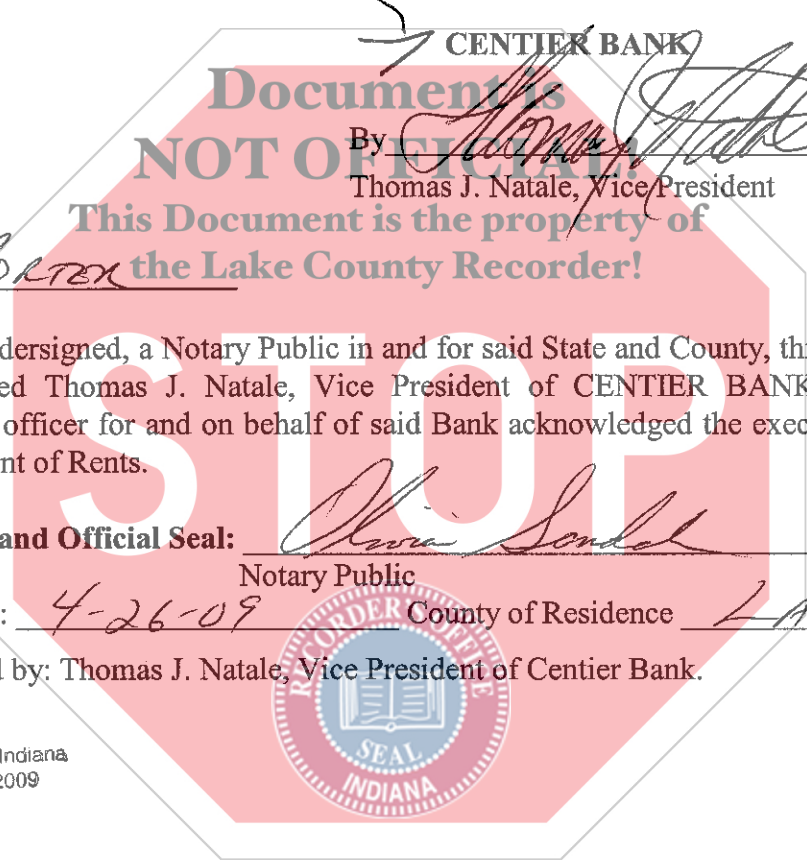 CENTIER BANK
Document is
NOT OFFICIAL!
By
Thomas J. Natale, Vice President
This Document is the property of
the Lake County Recorder!
ORTER
dersigned, a Notary Public in and for said State and County, th
ed Thomas J. Natale, Vice President of CENTIER BANK
officer for and on behalf of said Bank acknowledged the exec
nt of Rents.
STOP
and Official Seal:
Notary Public
: 4-26-09 County of Residence LA
d by: Thomas J. Natale, Vice President of Centier Bank.
RECORDER'S OFFICE
SEAL
INDIANA
Indiana
2009